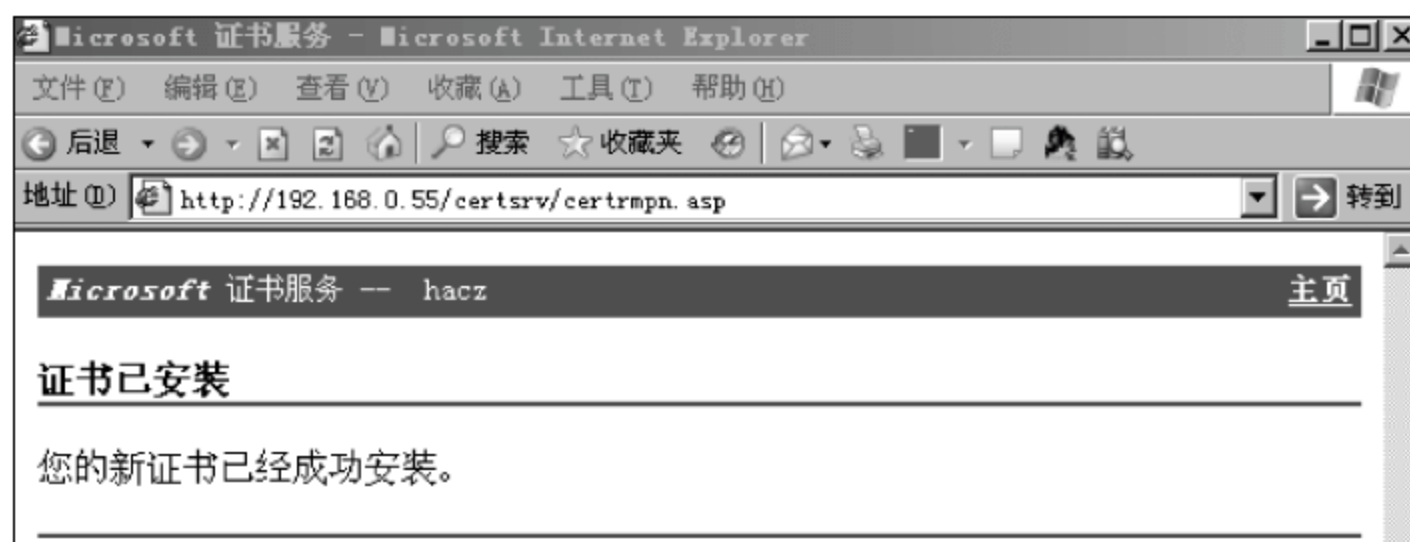 Microsoft 证书服务 - Microsoft Internet Explorer
文件(F) 编辑(E) 查看(V) 收藏(A) 工具(T) 帮助(H)
后退 搜索 收藏夹
地址(D) http://192.168.0.55/certsrv/certrmpn.asp 转到
Microsoft 证书服务 -- hacz 主页
证书已安装
您的新证书已经成功安装。